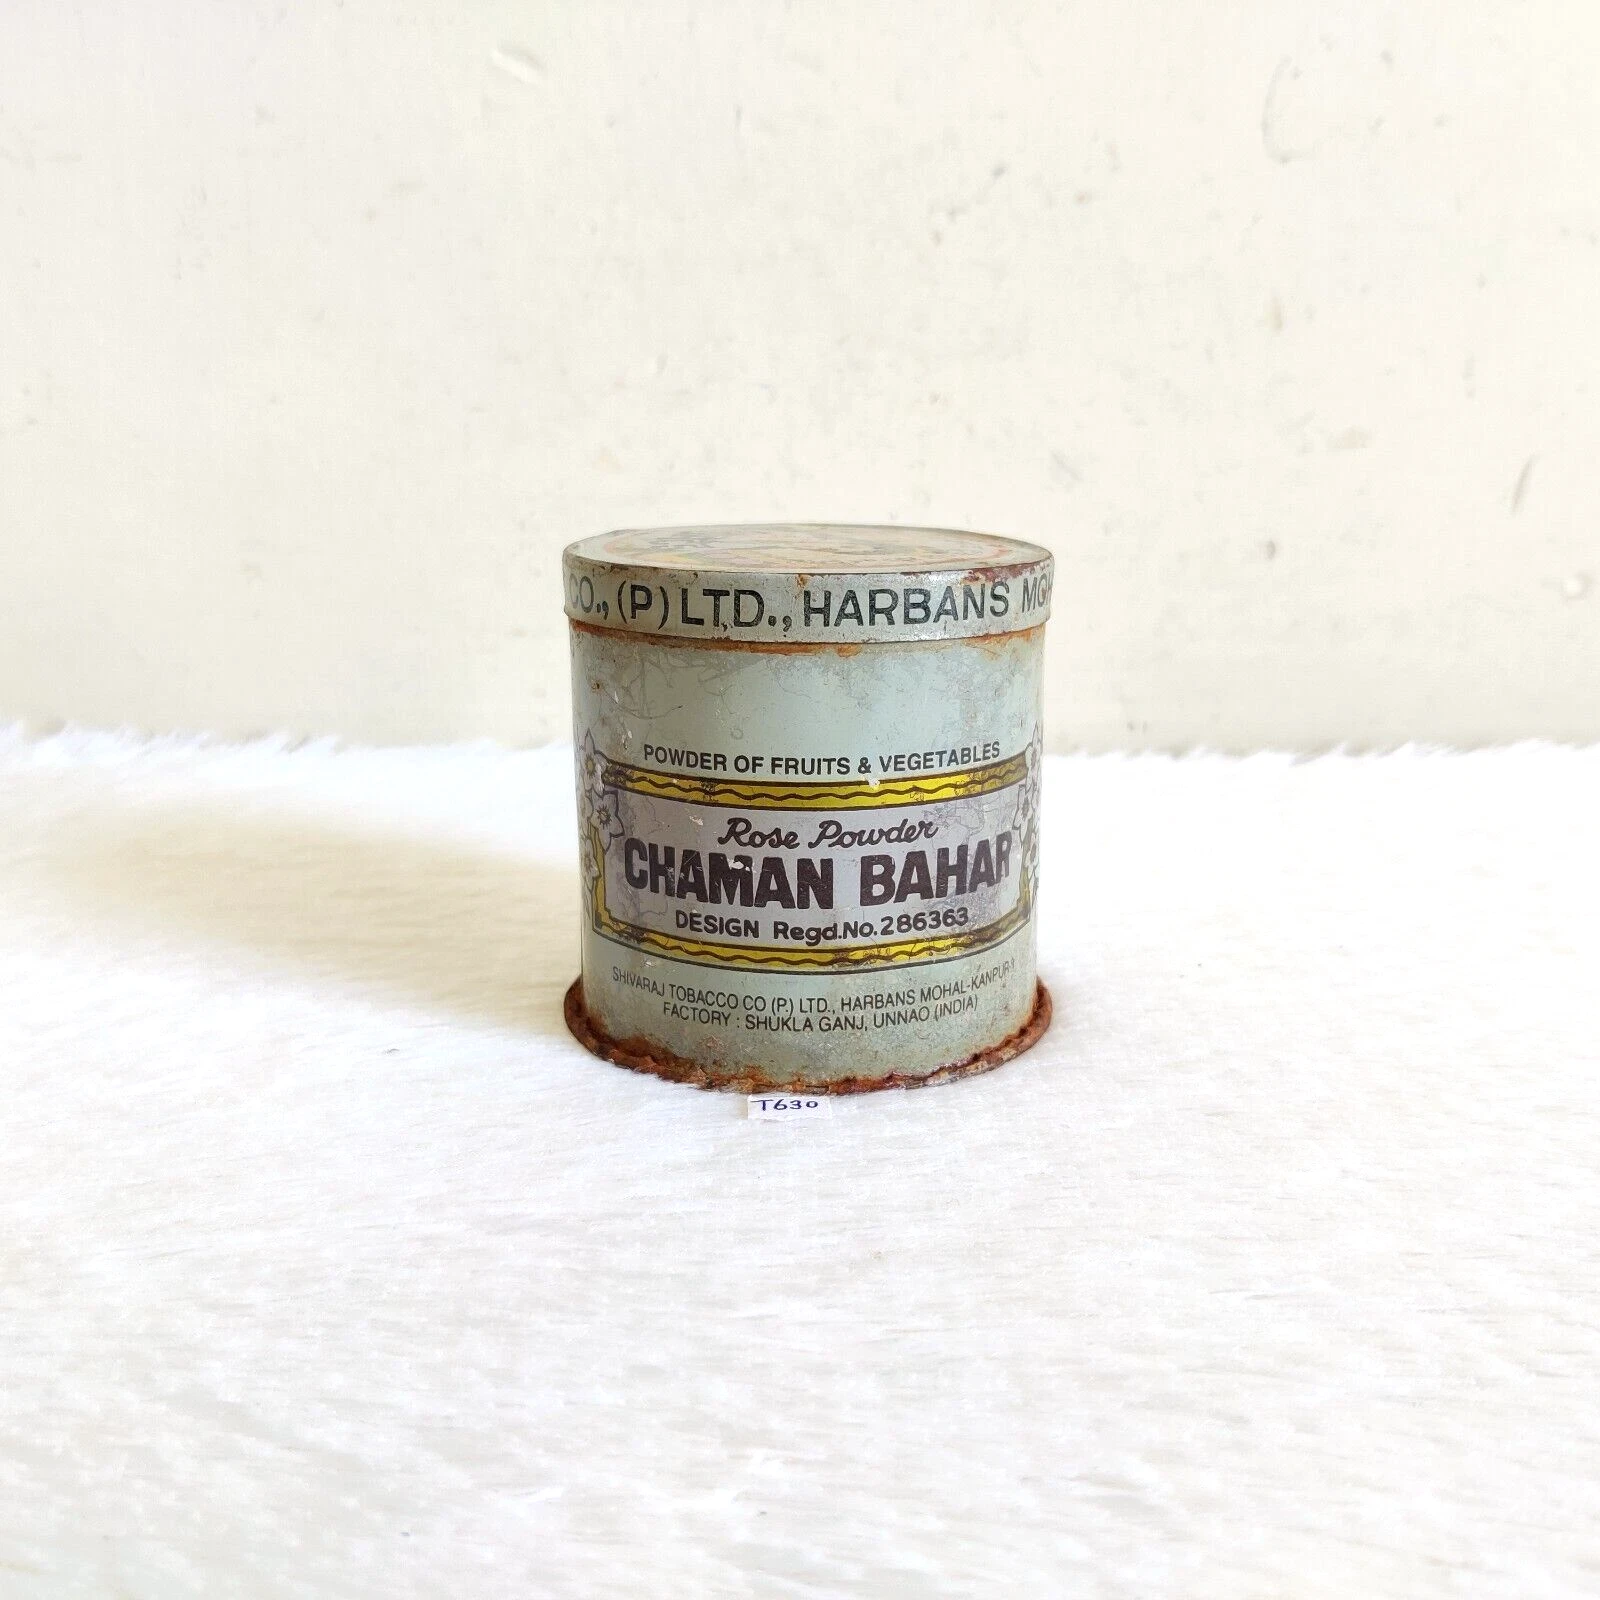 CO., (P) LTD., HARBANS
POWDER OF FRUITS & VEGETABLES
Rose Powder
CHAMAN BAHAR
DESIGN Regd.No.286363
SHIVARAJ TOBACCO CO (P.) LTD., HARBANS MOHAL-KANPUR-1
FACTORY : SHUKLA GANJ, UNNAO (INDIA)
T630